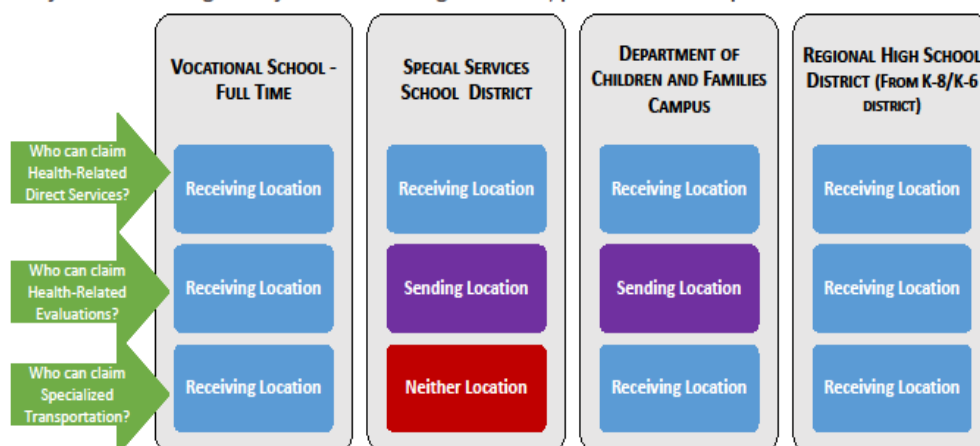 VOCATIONAL SCHOOL -
FULL TIME
SPECIAL SERVICES
SCHOOL DISTRICT
DEPARTMENT OF
CHILDREN AND FAMILIES
CAMPUS
REGIONAL HIGH SCHOOL
DISTRICT (FROM K-8/K-6
DISTRICT)
Who can claim
Health-Related
Direct Services?
Receiving Location
Receiving Location
Receiving Location
Receiving Location
Who can claim
Health-Related
Evaluations?
Receiving Location
Sending Location
Sending Location
Receiving Location
Who can claim
Specialized
Transportation?
Receiving Location
Neither Location
Receiving Location
Receiving Location